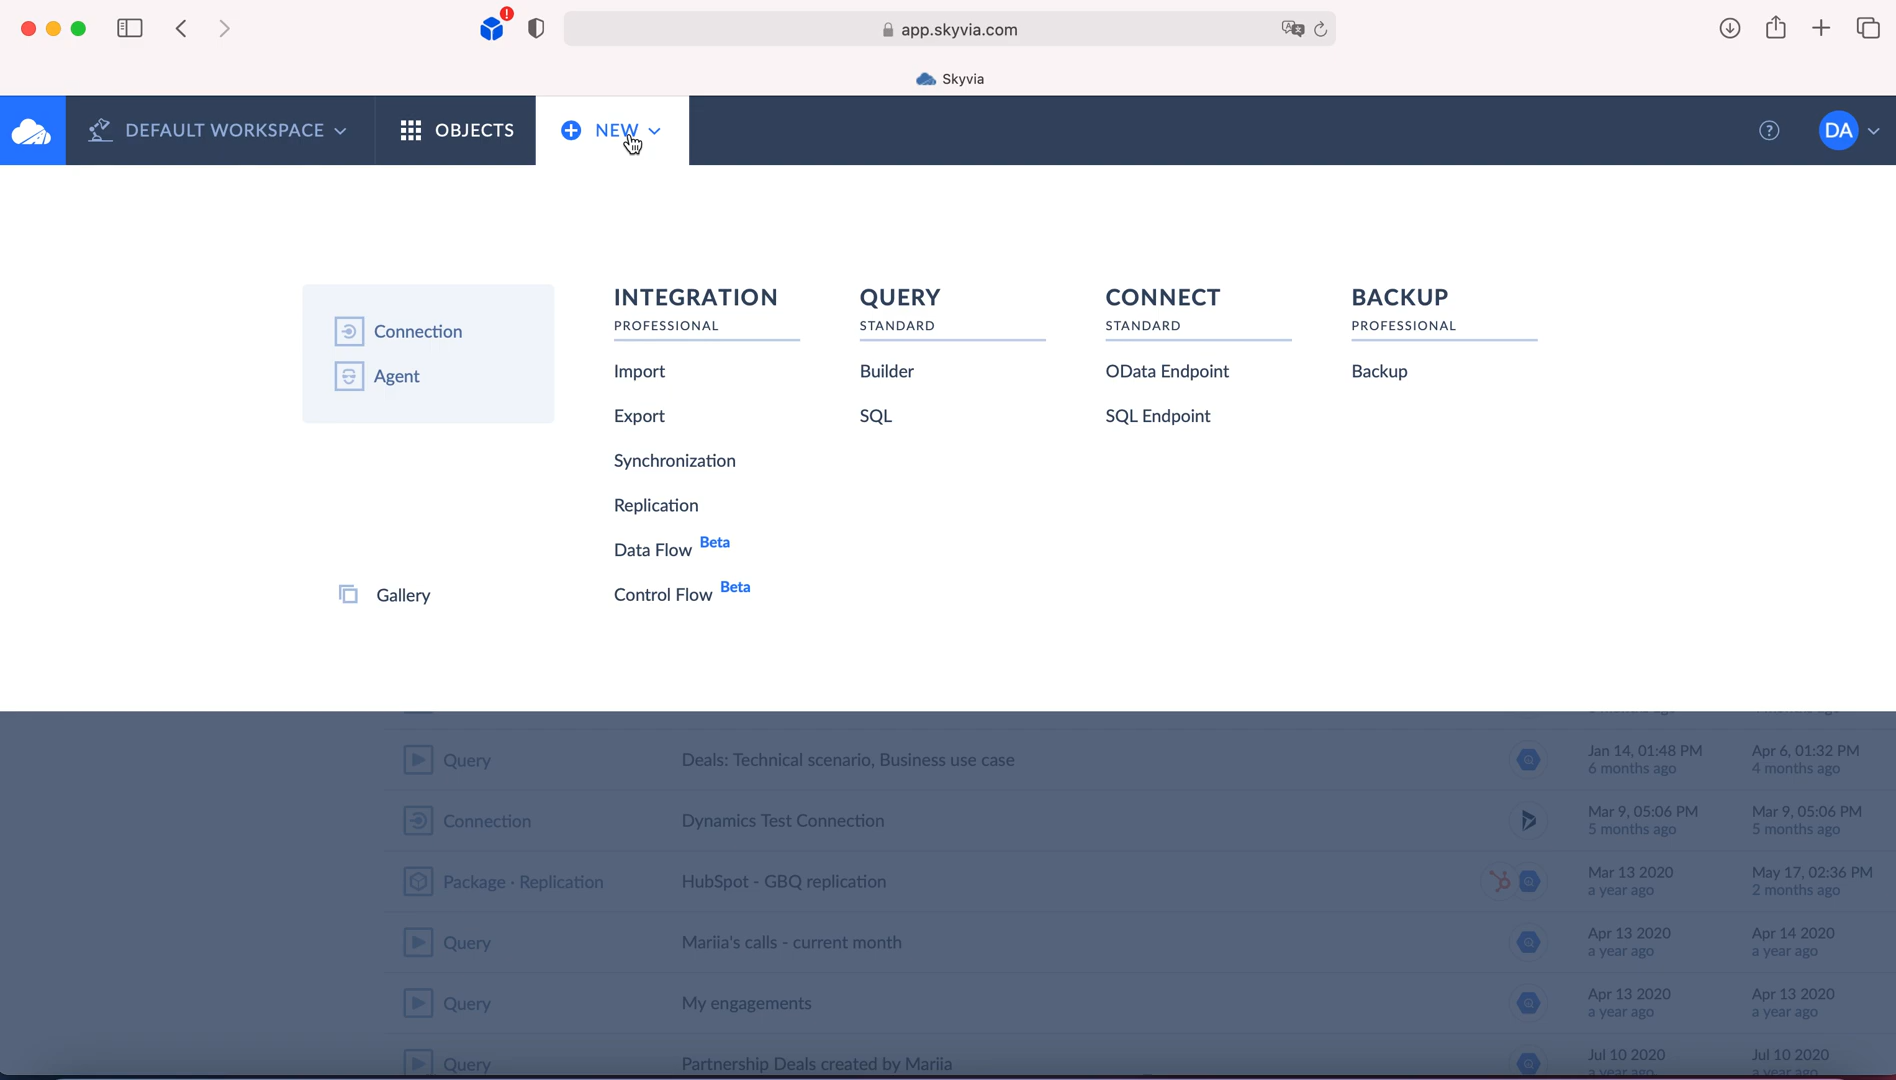 app.skyvia.com
Skyvia
DEFAULT WORKSPACE
OBJECTS
NEW
?
DA
Connection
Agent
Gallery
INTEGRATION
PROFESSIONAL
Import
Export
Synchronization
Replication
Data Flow Beta
Control Flow Beta
QUERY
STANDARD
Builder
SQL
CONNECT
STANDARD
OData Endpoint
SQL Endpoint
BACKUP
PROFESSIONAL
Backup
Query Deals: Technical scenario, Business use case Jan 14, 01:48 PM Apr 6, 01:32 PM
6 months ago 4 months ago
Connection Dynamics Test Connection Mar 9, 05:06 PM Mar 9, 05:06 PM
5 months ago 5 months ago
Package · Replication HubSpot - GBQ replication Mar 13 2020 May 17, 02:36 PM
a year ago 2 months ago
Query Mariia's calls - current month Apr 13 2020 Apr 14 2020
a year ago a year ago
Query My engagements Apr 13 2020 Apr 13 2020
a year ago a year ago
Query Partnership Deals created by Mariia Jul 10 2020 Jul 10 2020
a year ago a year ago